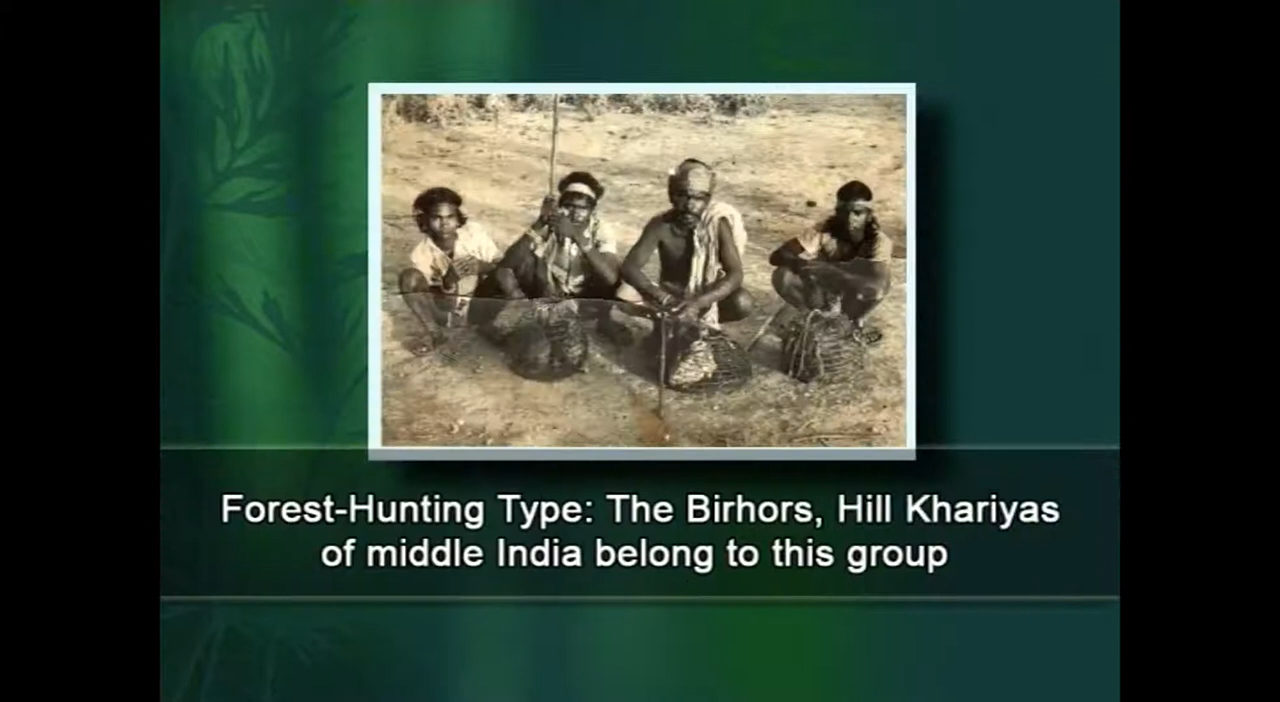 Forest-Hunting Type: The Birhors, Hill Khariyas
of middle India belong to this group